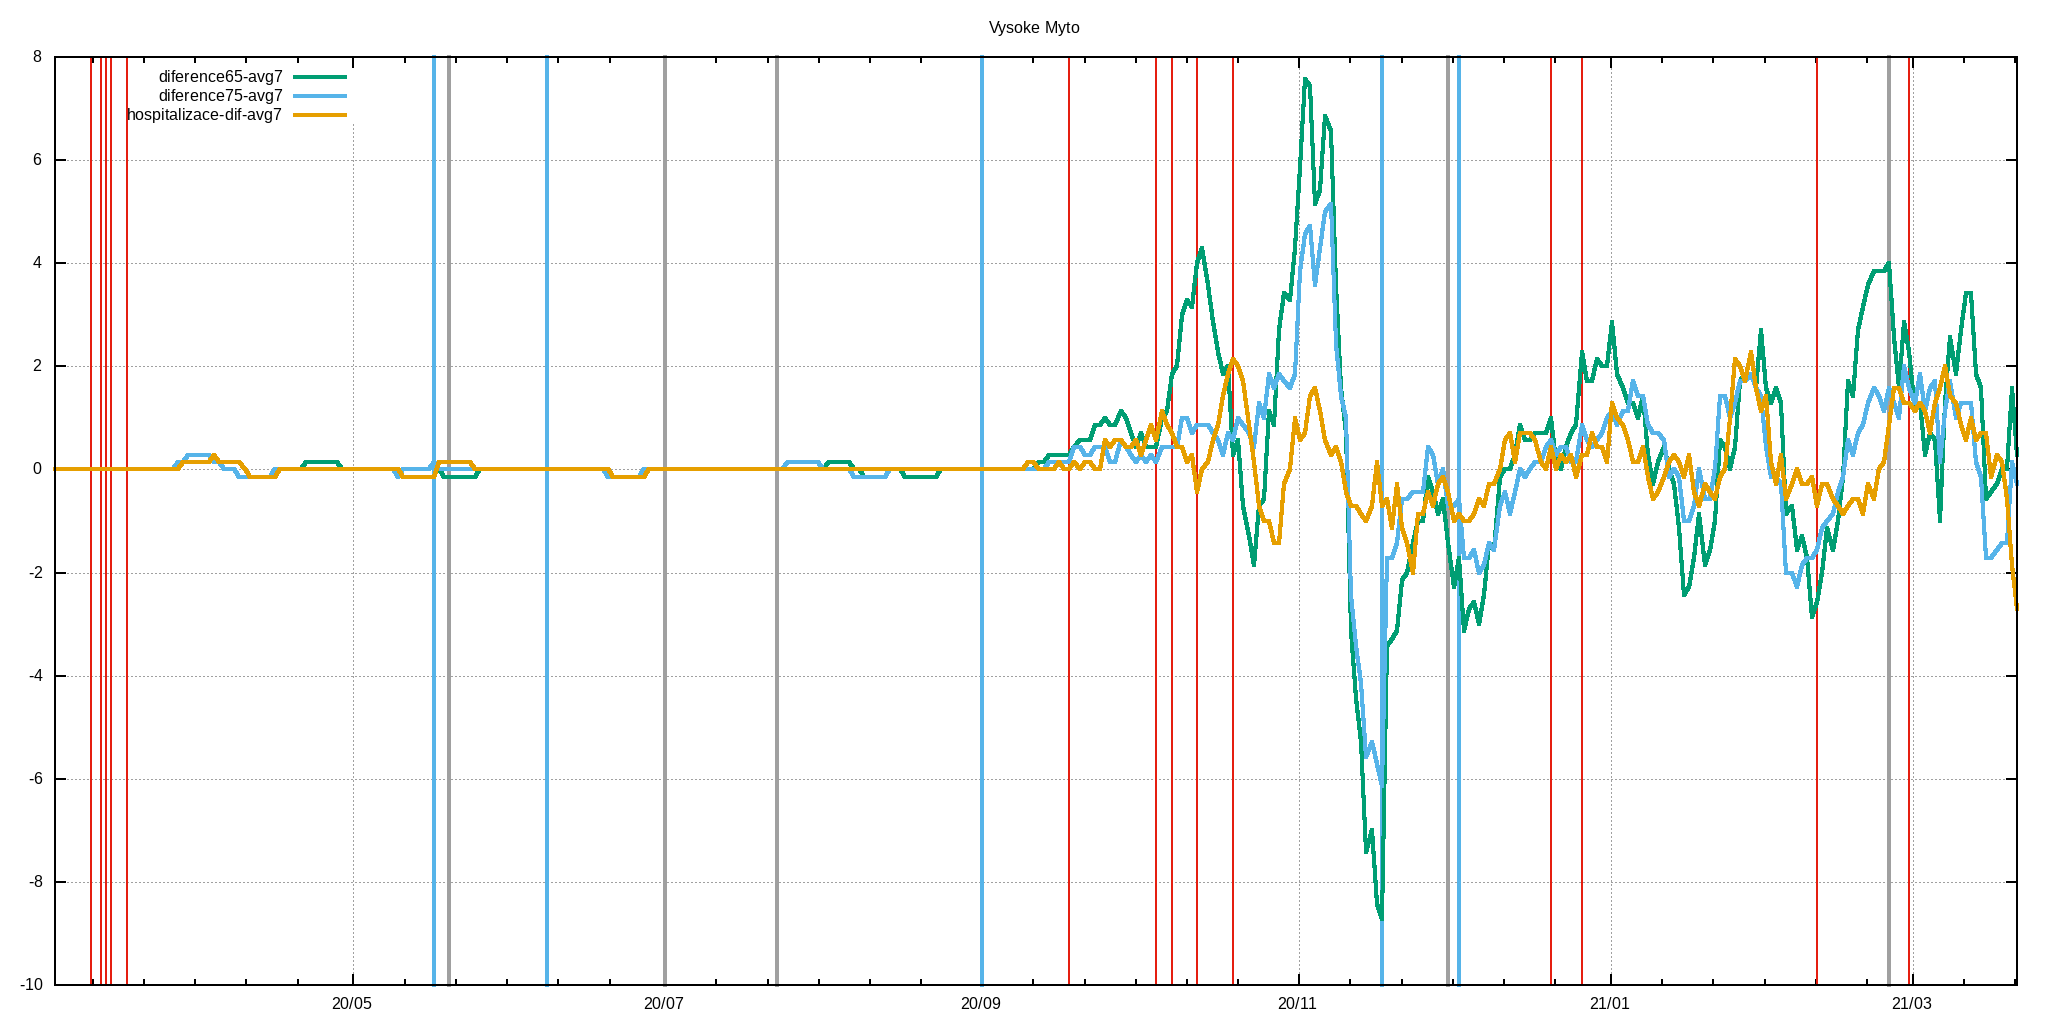 Vysoke Myto
diference65-avg7
diference75-avg7
hospitalizace-dif-avg7
8
6
4
2
0
-2
-4
-6
-8
-10
20/05 20/07 20/09 20/11 21/01 21/03